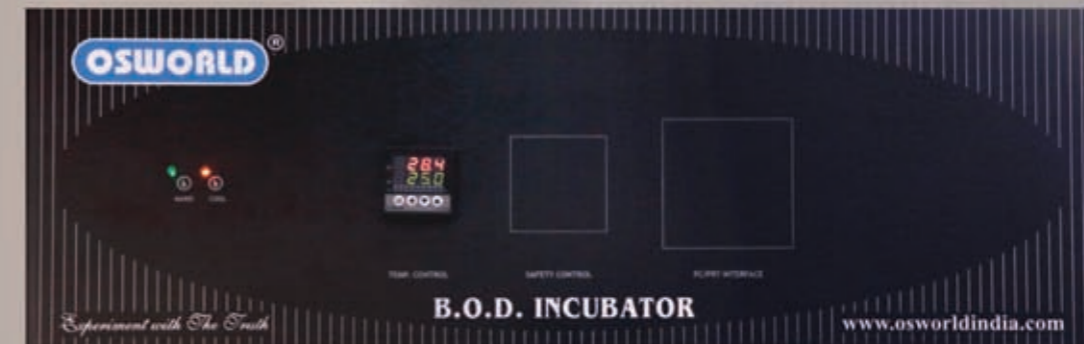 OSWORLD®
28.4
25.0
COOL
TEMP. CONTROL
SAFETY CONTROL
PC/PRT INTERFACE
B.O.D. INCUBATOR
Experiment with The Truth
www.osworldindia.com